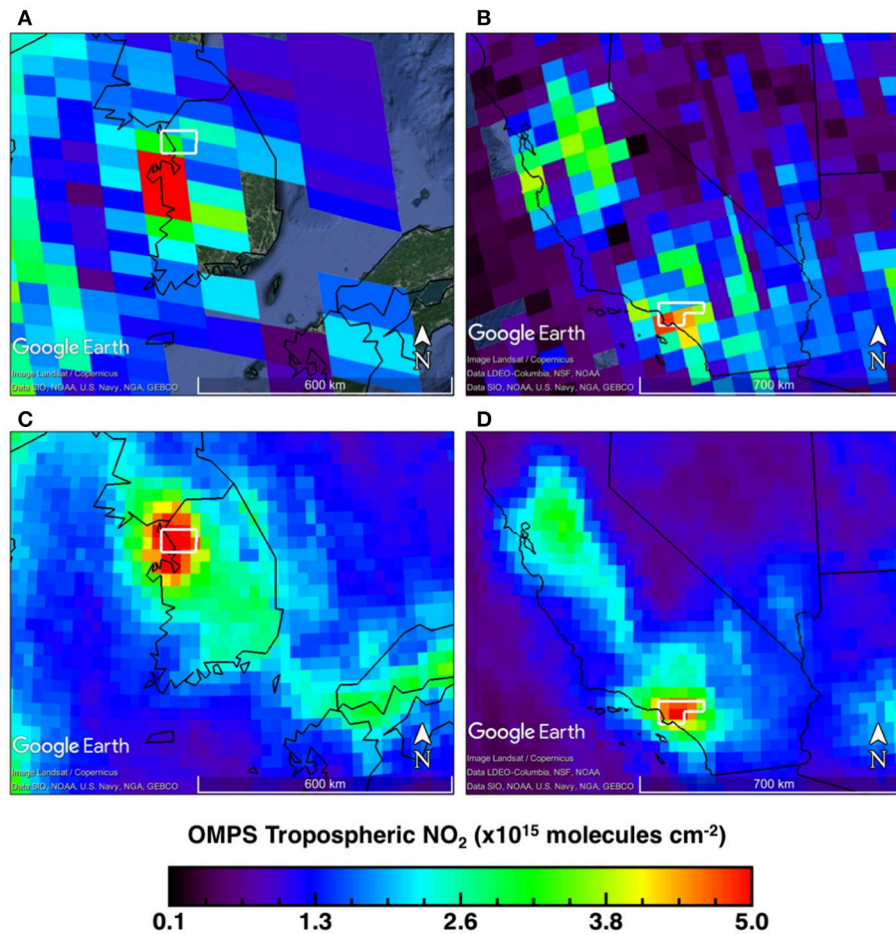 A
B
Google Earth
Image Landsat / Copernicus
Data SIO, NOAA, U.S. Navy, NGA, GEBCO
600 km
N
Google Earth
Image Landsat / Copernicus
Data LDEO-Columbia, NSF, NOAA
Data SIO, NOAA, U.S. Navy, NGA, GEBCO
700 km
N
C
D
Google Earth
Image Landsat / Copernicus
Data SIO, NOAA, U.S. Navy, NGA, GEBCO
600 km
N
Google Earth
Image Landsat / Copernicus
Data LDEO-Columbia, NSF, NOAA
Data SIO, NOAA, U.S. Navy, NGA, GEBCO
700 km
N
OMPS Tropospheric NO₂ (x10¹⁵ molecules cm⁻²)
0.1 1.3 2.6 3.8 5.0